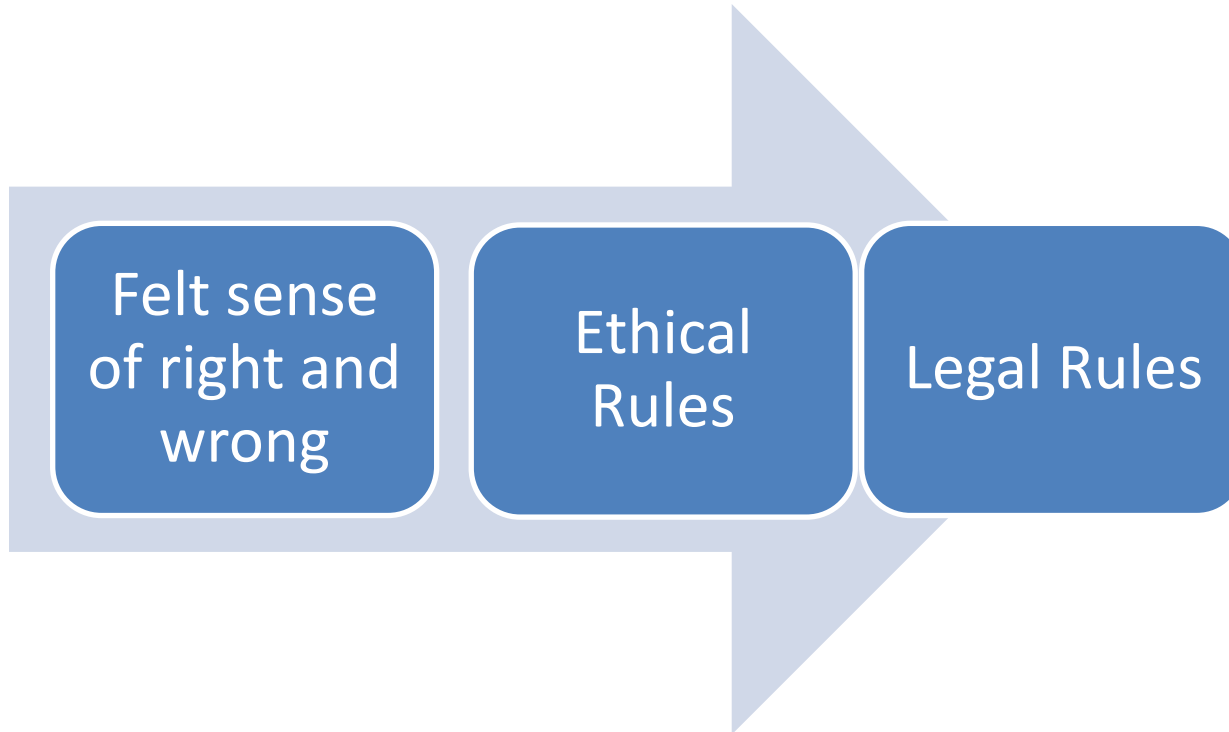 Felt sense
of right and
wrong
Ethical
Rules
Legal Rules